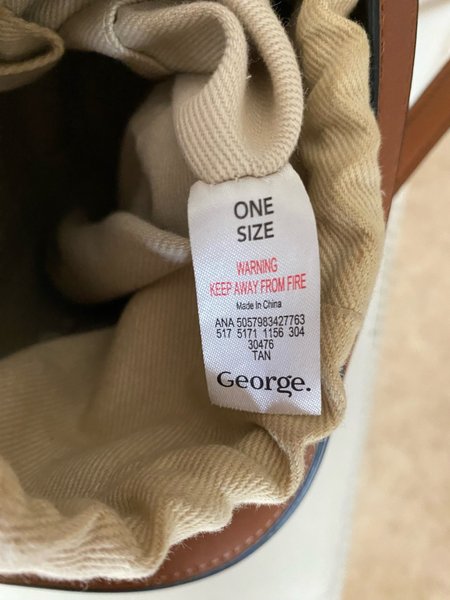 ONE
SIZE
WARNING
KEEP AWAY FROM FIRE
Made In China
ANA 5057983427763
517 5171 1156 304
30476
TAN
George.